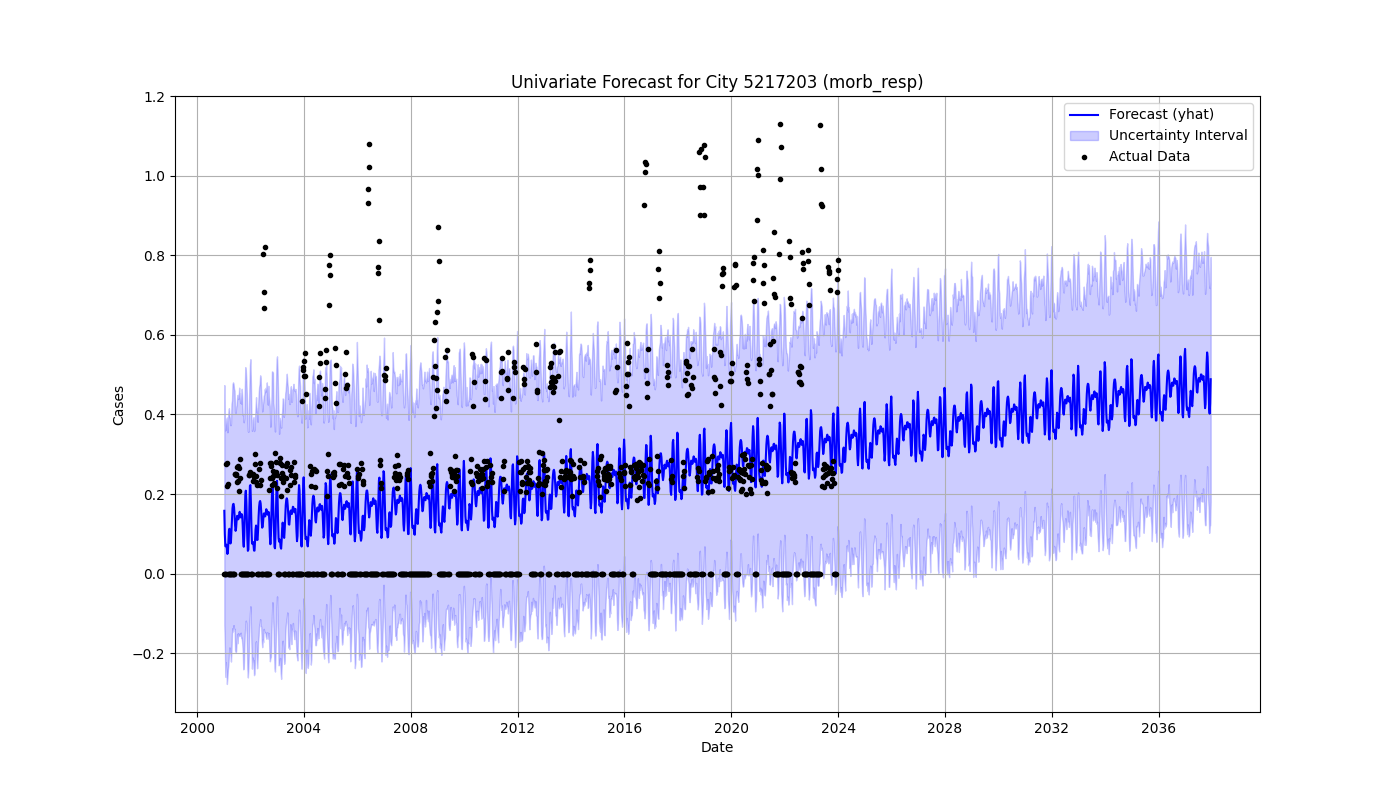 Univariate Forecast for City 5217203 (morb_resp)
Forecast (yhat)
Uncertainty Interval
Actual Data
1.2
1.0
0.8
0.6
0.4
0.2
0.0
−0.2
Cases
2000 2004 2008 2012 2016 2020 2024 2028 2032 2036
Date